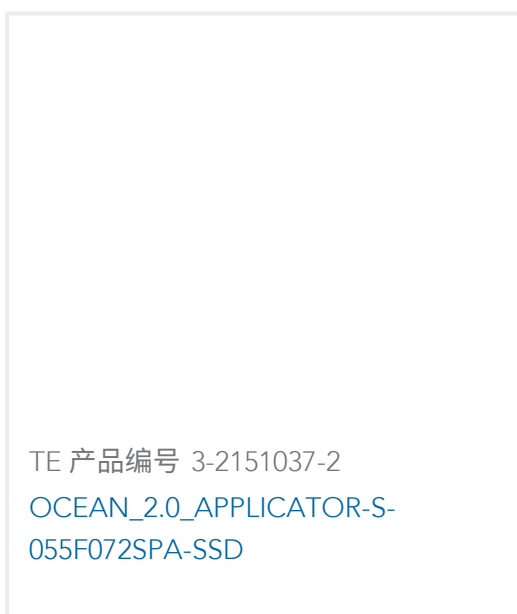 TE 产品编号 3-2151037-2
OCEAN_2.0_APPLICATOR-S-
055F072SPA-SSD